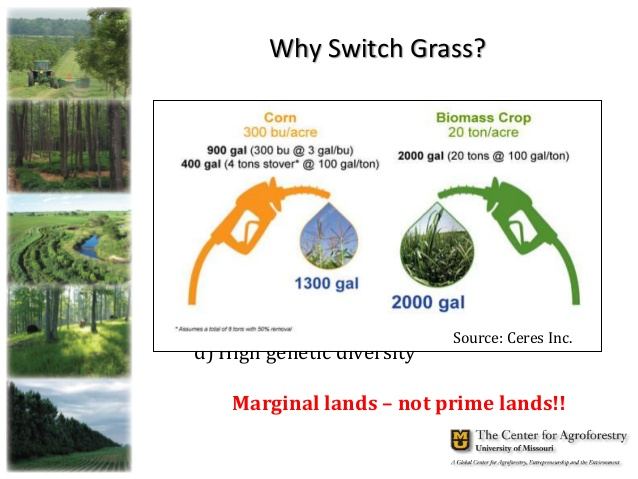 Why Switch Grass?
Corn
300 bu/acre
900 gal (300 bu @ 3 gal/bu)
400 gal (4 tons stover* @ 100 gal/ton)
1300 gal
Biomass Crop
20 ton/acre
2000 gal (20 tons @ 100 gal/ton)
2000 gal
* Assumes a total of 8 tons with 50% removal
Source: Ceres Inc.
d) High genetic diversity
Marginal lands – not prime lands!!
MU
The Center for Agroforestry
University of Missouri
A Global Center for Agroforestry, Entrepreneurship and the Environment